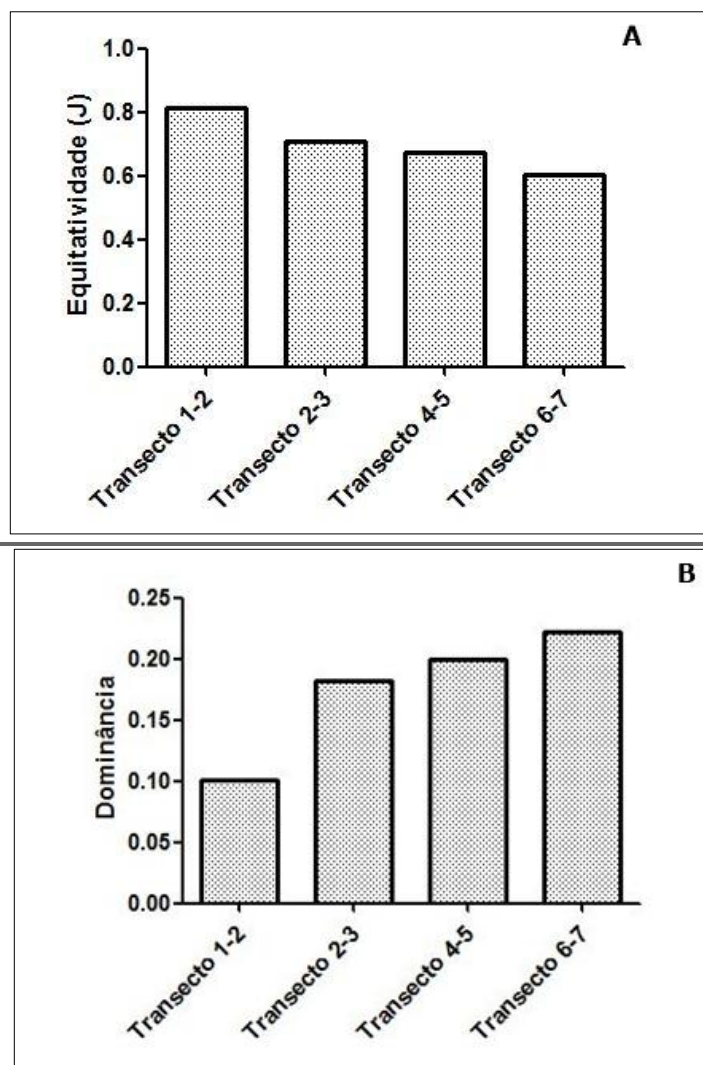 A
Equitatividade (J)
1.0
0.8
0.6
0.4
0.2
0.0
Transecto 1-2
Transecto 2-3
Transecto 4-5
Transecto 6-7
B
Dominância
0.25
0.20
0.15
0.10
0.05
0.00
Transecto 1-2
Transecto 2-3
Transecto 4-5
Transecto 6-7